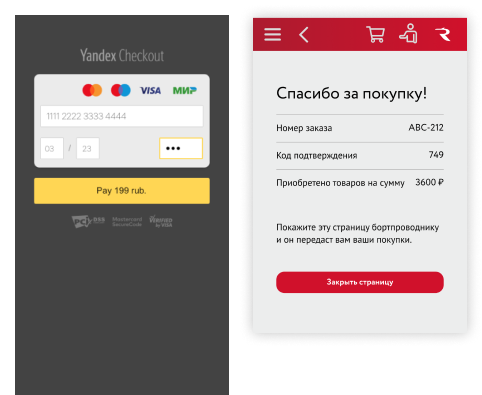 Yandex Checkout
VISA МИР
1111 2222 3333 4444
03 / 23 •••
Pay 199 rub.
PCI DSS MasterCard SecureCode Verified by VISA
Спасибо за покупку!
Номер заказа ABC-212
Код подтверждения 749
Приобретено товаров на сумму 3600 ₽
Покажите эту страницу бортпроводнику
и он передаст вам ваши покупки.
Закрыть страницу